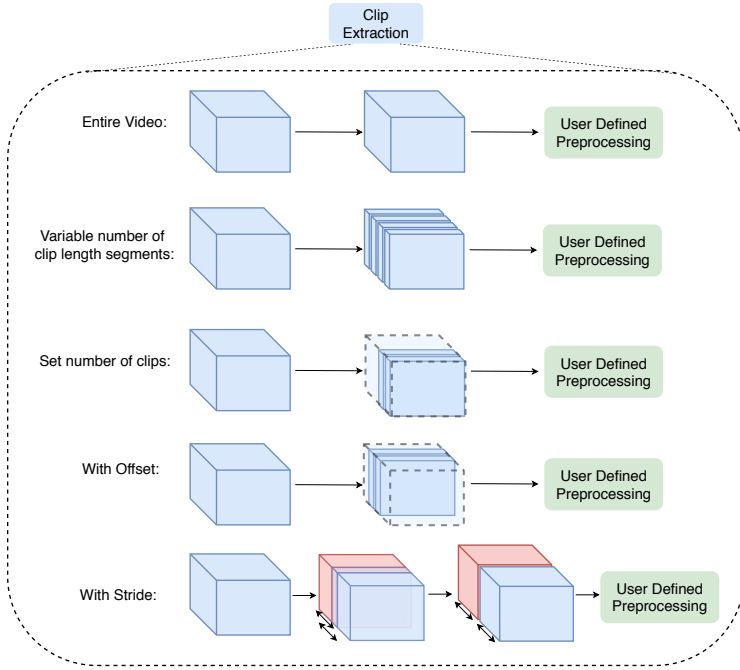 Clip
Extraction
Entire Video:
User Defined
Preprocessing
Variable number of
clip length segments:
User Defined
Preprocessing
Set number of clips:
User Defined
Preprocessing
With Offset:
User Defined
Preprocessing
With Stride:
User Defined
Preprocessing